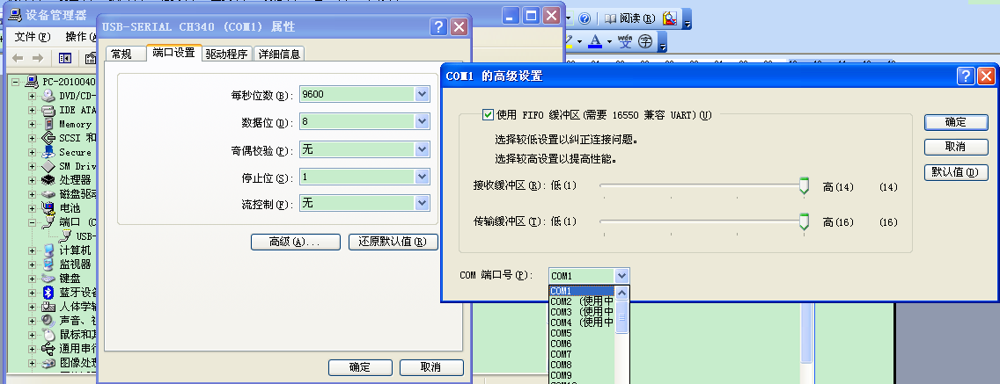 设备管理器
文件(F) 操作(
PC-2010040
DVD/CD-
IDE ATA
Memory
SCSI 和
Secure
SM Driv
处理器
磁盘驱动
电池
端口 (C
USB-
计算机
监视器
键盘
蓝牙设备
人体学输
声音、
鼠标和其
通用串行
图像处理
USB-SERIAL CH340 (COM1) 属性
常规 端口设置 驱动程序 详细信息
每秒位数(B): 9600
数据位(D): 8
奇偶校验(P): 无
停止位(S): 1
流控制(F): 无
高级(A)... 还原默认值(R)
确定 取消
阅读(R)
A wén 字
COM1 的高级设置
使用 FIFO 缓冲区(需要 16550 兼容 UART)(U)
选择较低设置以纠正连接问题。
选择较高设置以提高性能。
接收缓冲区(R): 低(1) 高(14) (14)
传输缓冲区(T): 低(1) 高(16) (16)
COM 端口号(P): COM1
COM1
COM2 (使用中
COM3 (使用中
COM4 (使用中
COM5
COM6
COM7
COM8
COM9
确定
取消
默认值(D)